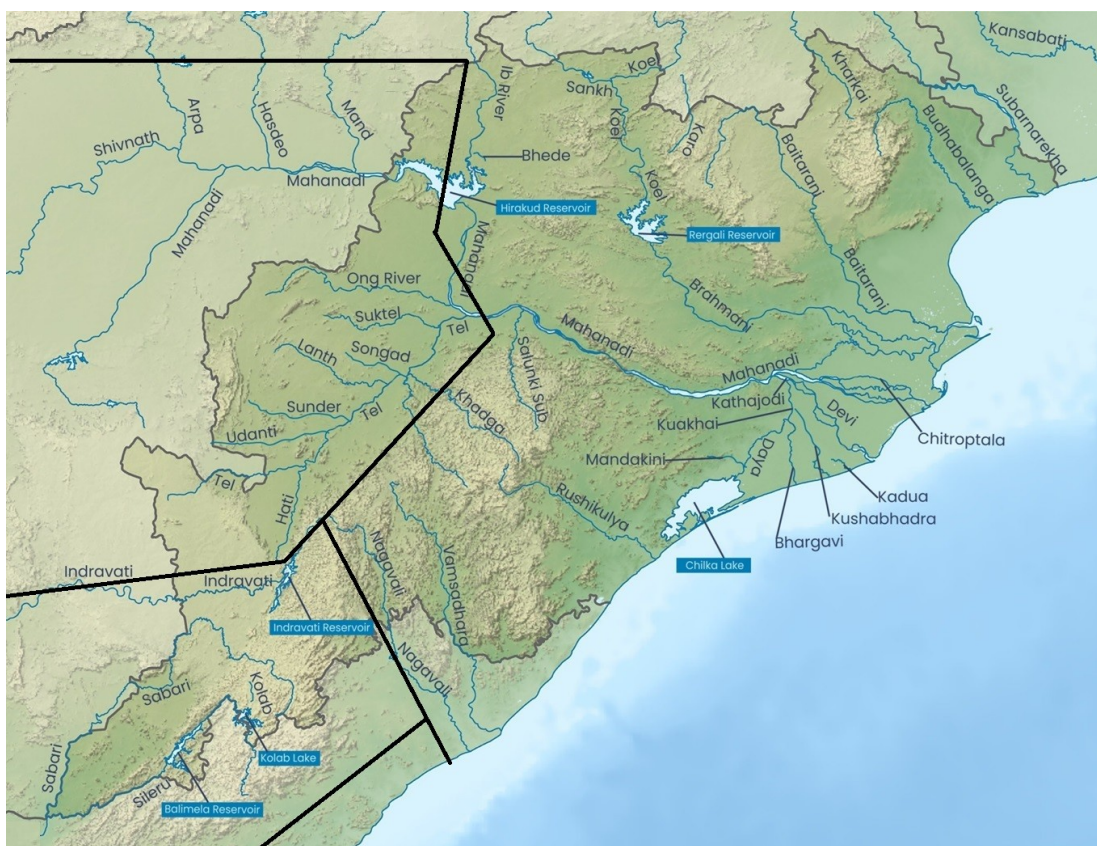 Kansabati
Koel
Sankh
Ib River
Kharkai
Subarnarekha
Budhabalanga
Arpa
Hasdeo
Mand
Koel
Karo
Shivnath
Bhede
Baitarani
Mahanadi
Koel
Hirakud Reservoir
Mahanadi
Rergali Reservoir
Mahanadi
Baitarani
Ong River
Brahmani
Suktel
Tel
Mahanadi
Lanth
Songad
Salunki Sub
Mahanadi
Kathajodi
Sunder
Tel
Khadga
Devi
Kuakhai
Udanti
Chitroptala
Mandakini
Daya
Tel
Hati
Rushikulya
Kadua
Kushabhadra
Bhargavi
Nagavali
Vamsadhara
Chilka Lake
Indravati
Indravati
Indravati Reservoir
Nagavali
Sabari
Kolab
Sabari
Kolab Lake
Sileru
Balimela Reservoir